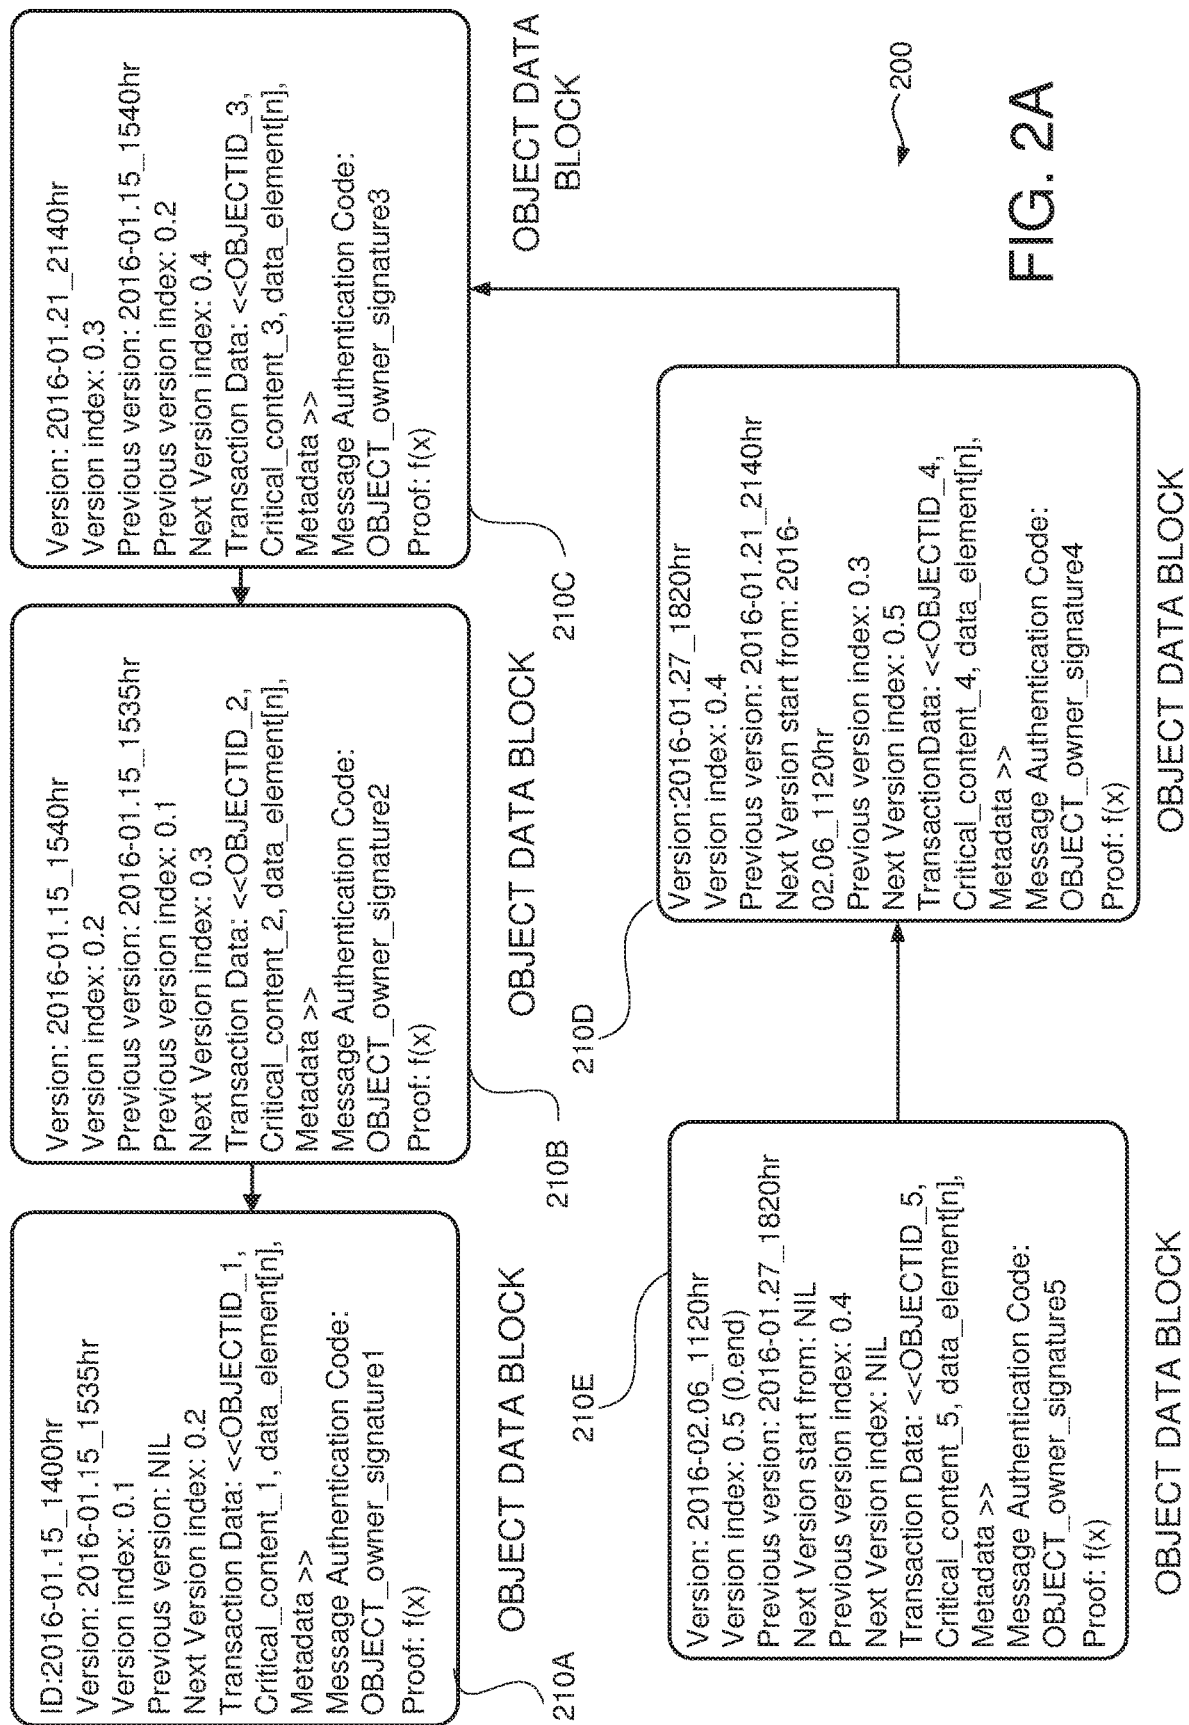 ID:2016-01.15_1400hr
Version: 2016-01.15_1535hr
Version index: 0.1
Previous version: NIL
Next Version index: 0.2
Transaction Data: <<OBJECTID_1,
Critical_content_1, data_element[n],
Metadata >>
Message Authentication Code:
OBJECT_owner_signature1
Proof: f(x)
OBJECT DATA BLOCK
210A
Version: 2016-01.15_1540hr
Version index: 0.2
Previous version: 2016-01.15_1535hr
Previous version index: 0.1
Next Version index: 0.3
Transaction Data: <<OBJECTID_2,
Critical_content_2, data_element[n],
Metadata >>
Message Authentication Code:
OBJECT_owner_signature2
Proof: f(x)
OBJECT DATA BLOCK
210B
Version: 2016-01.21_2140hr
Version index: 0.3
Previous version: 2016-01.15_1540hr
Previous version index: 0.2
Next Version index: 0.4
Transaction Data: <<OBJECTID_3,
Critical_content_3, data_element[n],
Metadata >>
Message Authentication Code:
OBJECT_owner_signature3
Proof: f(x)
OBJECT DATA
BLOCK
210C
Version: 2016-02.06_1120hr
Version index: 0.5 (0.end)
Previous version: 2016-01.27_1820hr
Next Version start from: NIL
Previous version index: 0.4
Next Version index: NIL
Transaction Data: <<OBJECTID_5,
Critical_content_5, data_element[n],
Metadata >>
Message Authentication Code:
OBJECT_owner_signature5
Proof: f(x)
OBJECT DATA BLOCK
210E
Version:2016-01.27_1820hr
Version index: 0.4
Previous version: 2016-01.21_2140hr
Next Version start from: 2016-
02.06_1120hr
Previous version index: 0.3
Next Version index: 0.5
TransactionData: <<OBJECTID_4,
Critical_content_4, data_element[n],
Metadata >>
Message Authentication Code:
OBJECT_owner_signature4
Proof: f(x)
OBJECT DATA BLOCK
210D
200
FIG. 2A